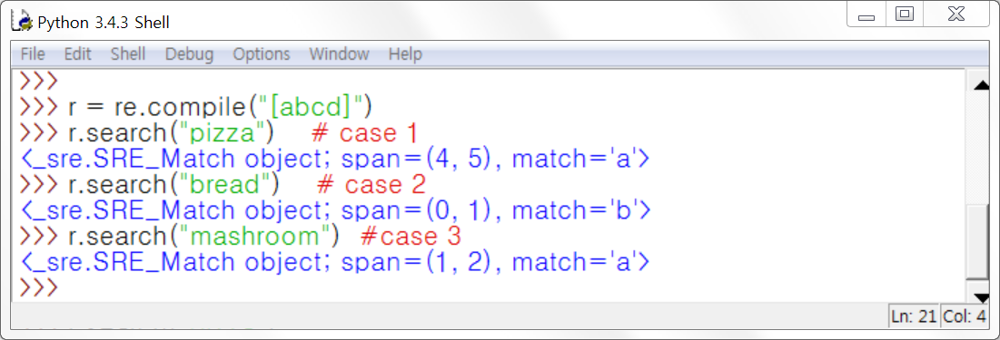 Python 3.4.3 Shell
File Edit Shell Debug Options Window Help
>>>
>>> r = re.compile("[abcd]")
>>> r.search("pizza")    # case 1
<_sre.SRE_Match object; span=(4, 5), match='a'>
>>> r.search("bread")    # case 2
<_sre.SRE_Match object; span=(0, 1), match='b'>
>>> r.search("mashroom")  #case 3
<_sre.SRE_Match object; span=(1, 2), match='a'>
>>>
Ln: 21 Col: 4